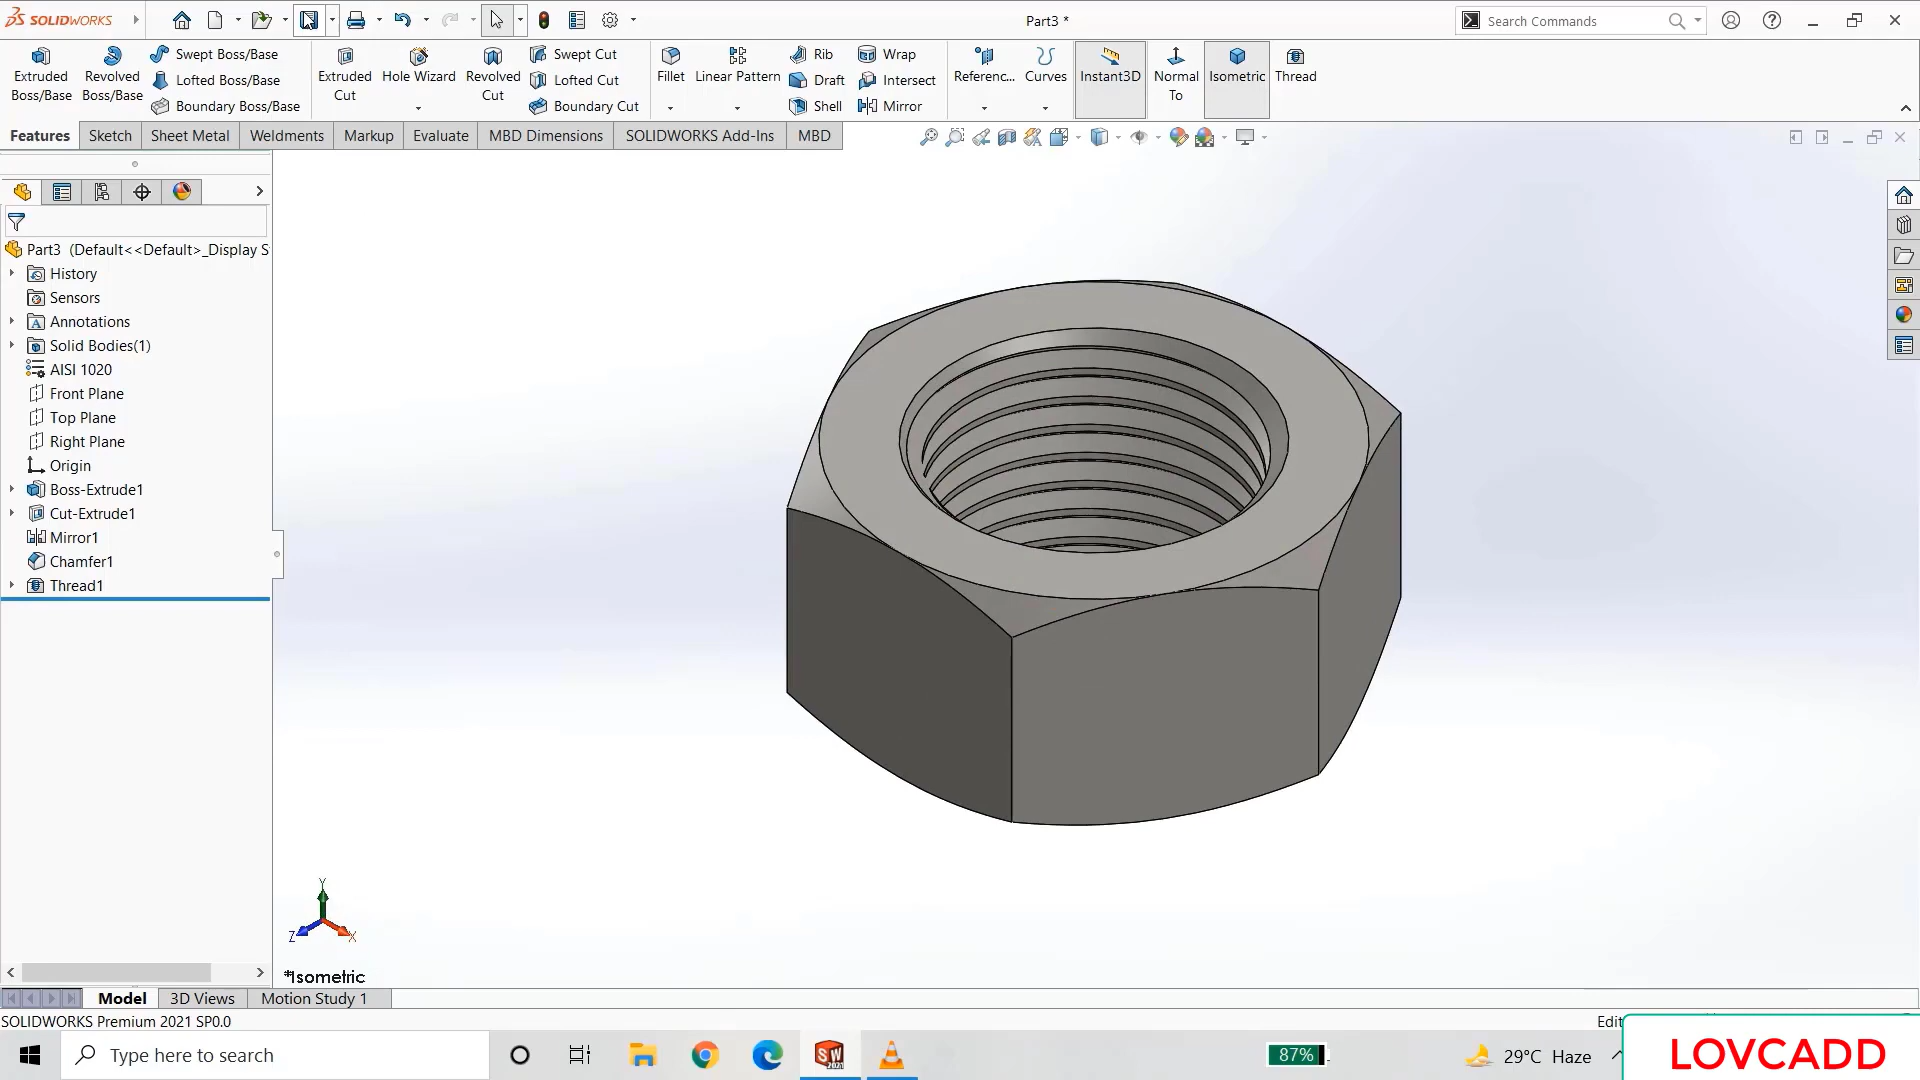 SOLIDWORKS
Part3 *
Search Commands
Extruded Boss/Base
Revolved Boss/Base
Swept Boss/Base
Lofted Boss/Base
Boundary Boss/Base
Extruded Cut
Hole Wizard
Revolved Cut
Swept Cut
Lofted Cut
Boundary Cut
Fillet
Linear Pattern
Rib
Draft
Shell
Wrap
Intersect
Mirror
Referenc...
Curves
Instant3D
Normal To
Isometric
Thread
Features
Sketch
Sheet Metal
Weldments
Markup
Evaluate
MBD Dimensions
SOLIDWORKS Add-Ins
MBD
Part3 (Default<<Default>_Display S
History
Sensors
Annotations
Solid Bodies(1)
AISI 1020
Front Plane
Top Plane
Right Plane
Origin
Boss-Extrude1
Cut-Extrude1
Mirror1
Chamfer1
Thread1
Y
Z
X
*Isometric
Model
3D Views
Motion Study 1
SOLIDWORKS Premium 2021 SP0.0
Edit
Type here to search
87%
29°C Haze
LOVCADD